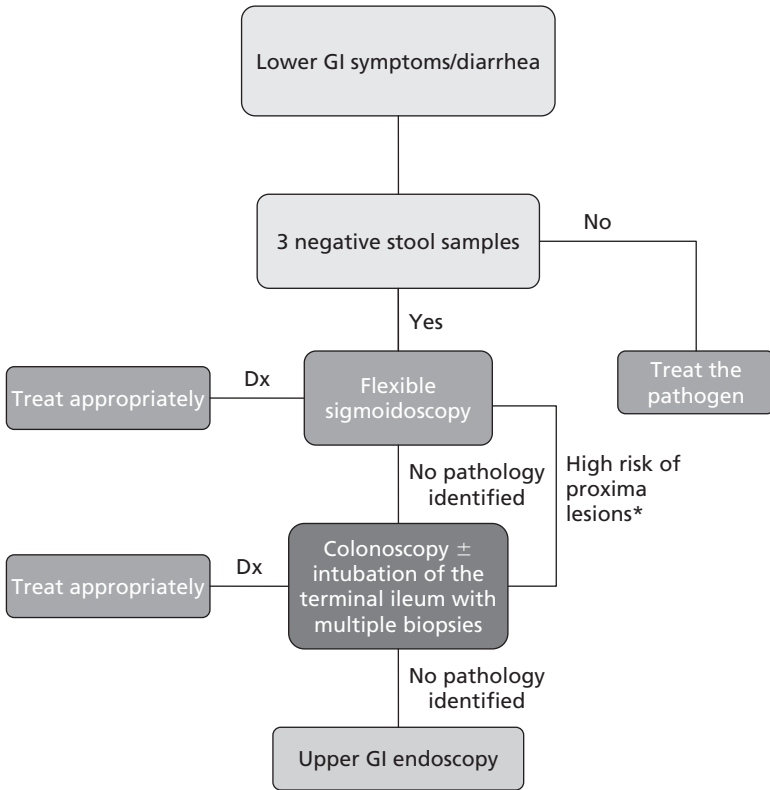 Lower GI symptoms/diarrhea
3 negative stool samples
No
Yes
Treat the
pathogen
Treat appropriately
Dx
Flexible
sigmoidoscopy
No pathology
identified
High risk of
proxima
lesions*
Treat appropriately
Dx
Colonoscopy ±
intubation of the
terminal ileum with
multiple biopsies
No pathology
identified
Upper GI endoscopy